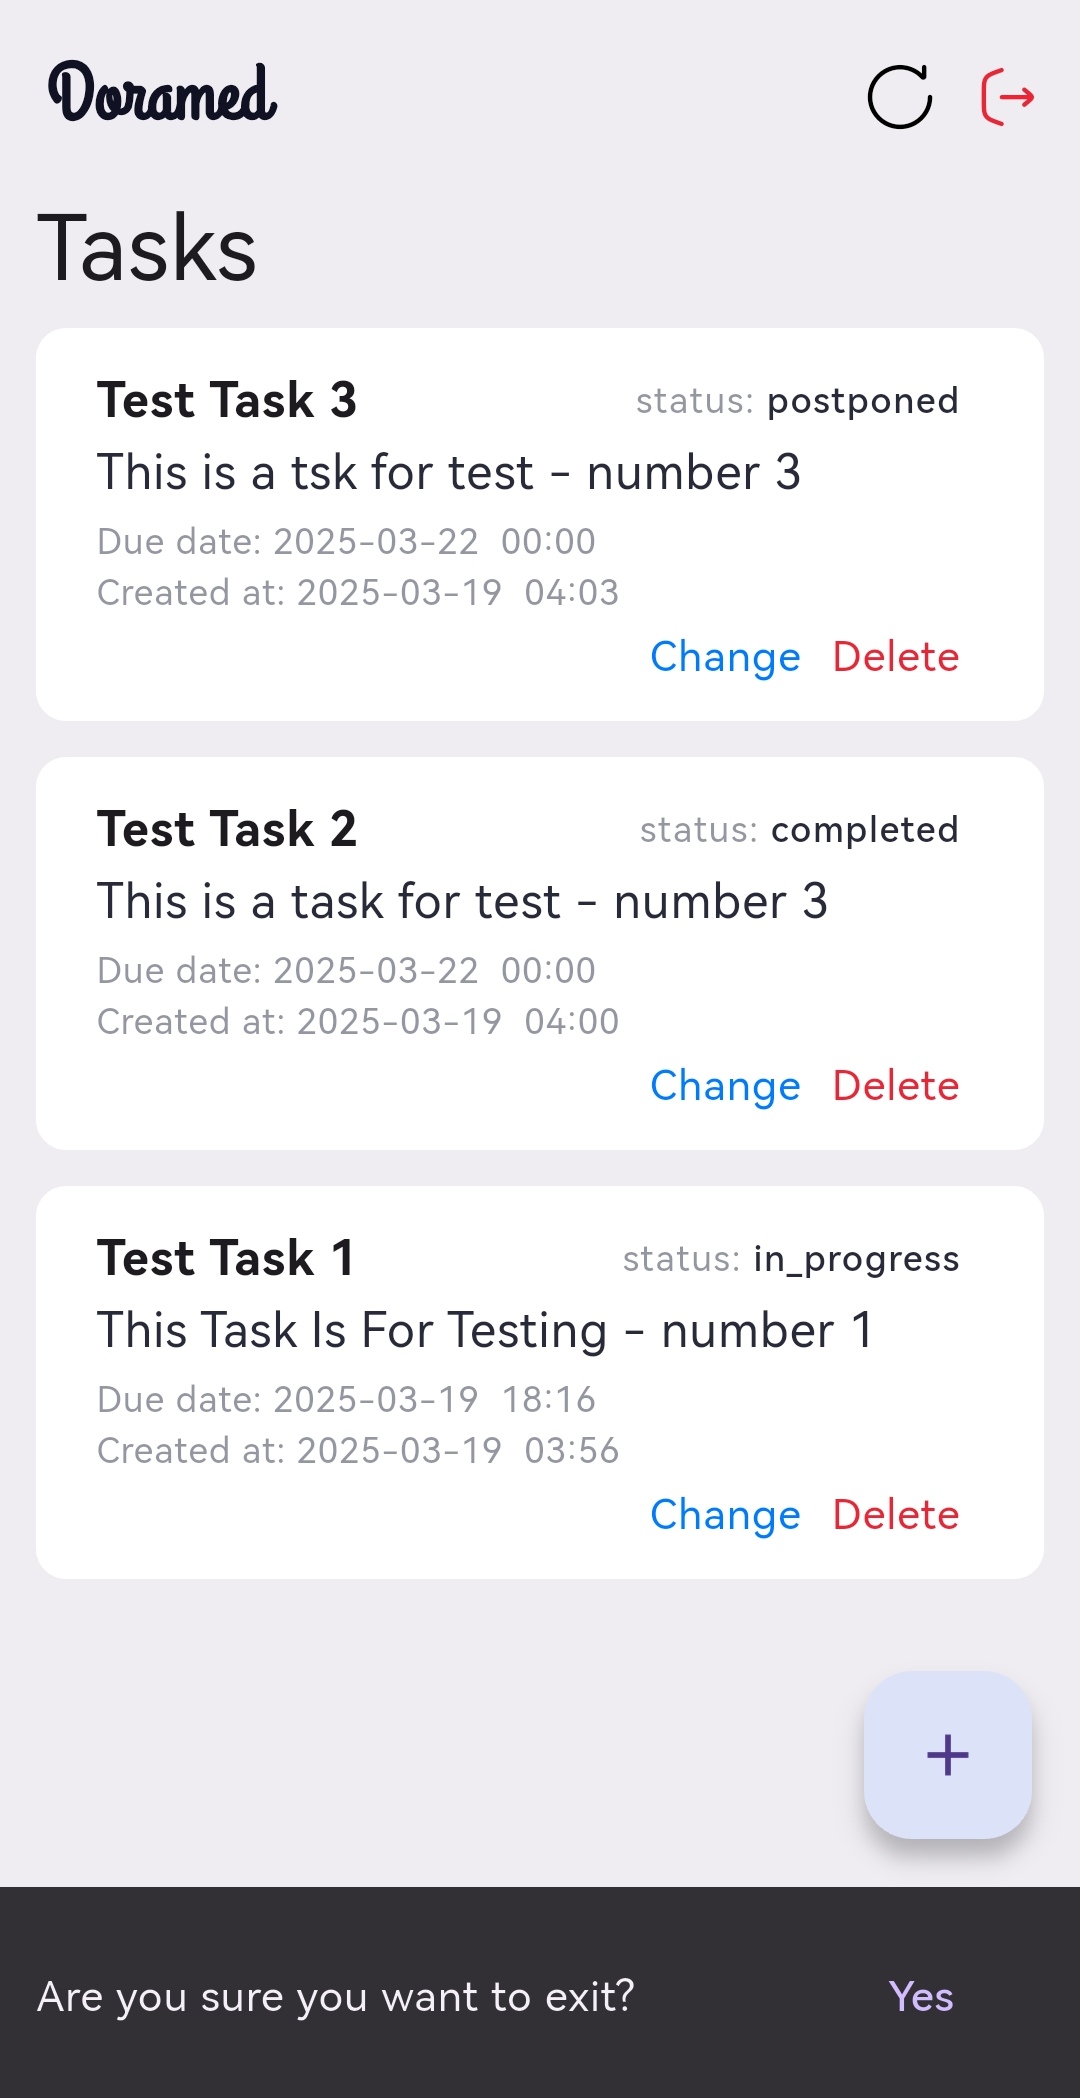 Doramed
Tasks
Test Task 3 status: postponed
This is a tsk for test - number 3
Due date: 2025-03-22 00:00
Created at: 2025-03-19 04:03
Change Delete
Test Task 2 status: completed
This is a task for test - number 3
Due date: 2025-03-22 00:00
Created at: 2025-03-19 04:00
Change Delete
Test Task 1 status: in_progress
This Task Is For Testing - number 1
Due date: 2025-03-19 18:16
Created at: 2025-03-19 03:56
Change Delete
+
Are you sure you want to exit? Yes